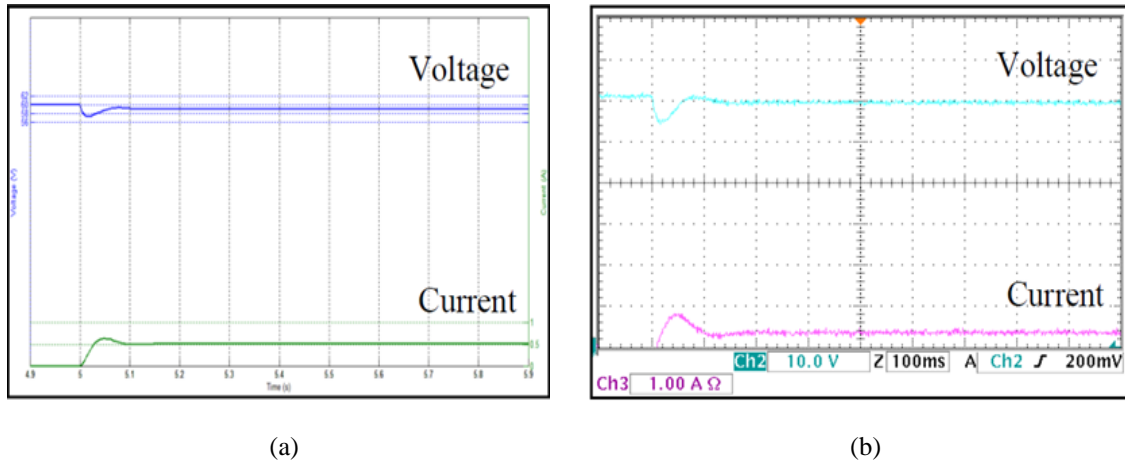 Voltage
Voltage (V)
Current (A)
Current
1
0.5
0
4.9 5 5.1 5.2 5.3 5.4 5.5 5.6 5.7 5.8 5.9
Time (s)
(a)
Voltage
Current
Ch2 10.0 V Z 100ms A Ch2 200mV
Ch3 1.00 A Ω
(b)